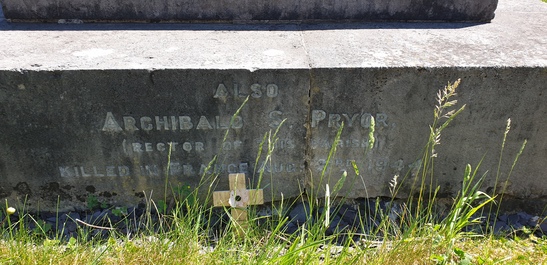 ALSO
ARCHIBALD S. PRYOR
(RECTOR OF THIS PARISH)
KILLED IN FRANCE